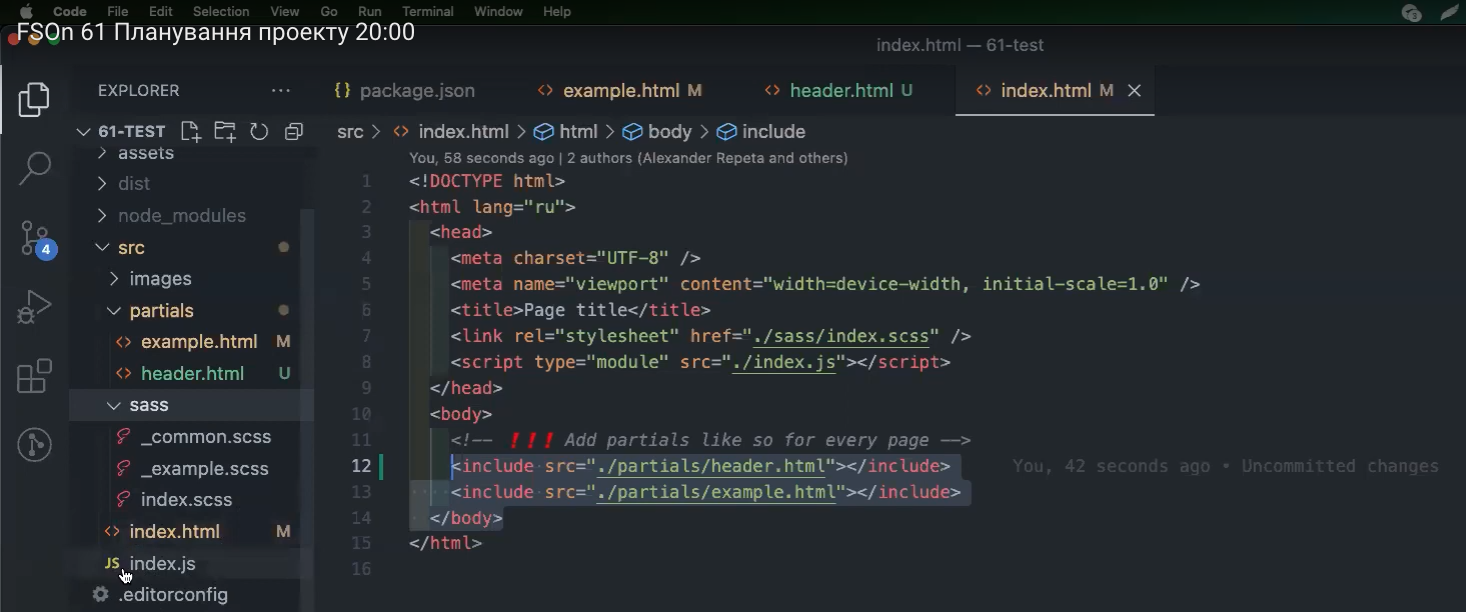 Code File Edit Selection View Go Run Terminal Window Help
FSOn 61 Планування проекту 20:00
index.html — 61-test
EXPLORER ···
{} package.json <> example.html M <> header.html U <> index.html M ×
61-TEST
src > <> index.html > html > body > include
assets
dist
node_modules
src
images
partials
<> example.html M
<> header.html U
sass
_common.scss
_example.scss
index.scss
<> index.html M
JS index.js
.editorconfig
4
You, 58 seconds ago | 2 authors (Alexander Repeta and others)
1 <!DOCTYPE html>
2 <html lang="ru">
3 <head>
4 <meta charset="UTF-8" />
5 <meta name="viewport" content="width=device-width, initial-scale=1.0" />
6 <title>Page title</title>
7 <link rel="stylesheet" href="./sass/index.scss" />
8 <script type="module" src="./index.js"></script>
9 </head>
10 <body>
11 <!-- ❗❗❗ Add partials like so for every page -->
12 <include src="./partials/header.html"></include> You, 42 seconds ago • Uncommitted changes
13 <include src="./partials/example.html"></include>
14 </body>
15 </html>
16